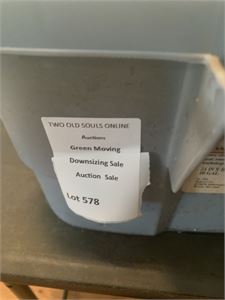 TWO OLD SOULS ONLINE
Auctions
Green Moving
Downsizing Sale
Auction Sale
Lot 578